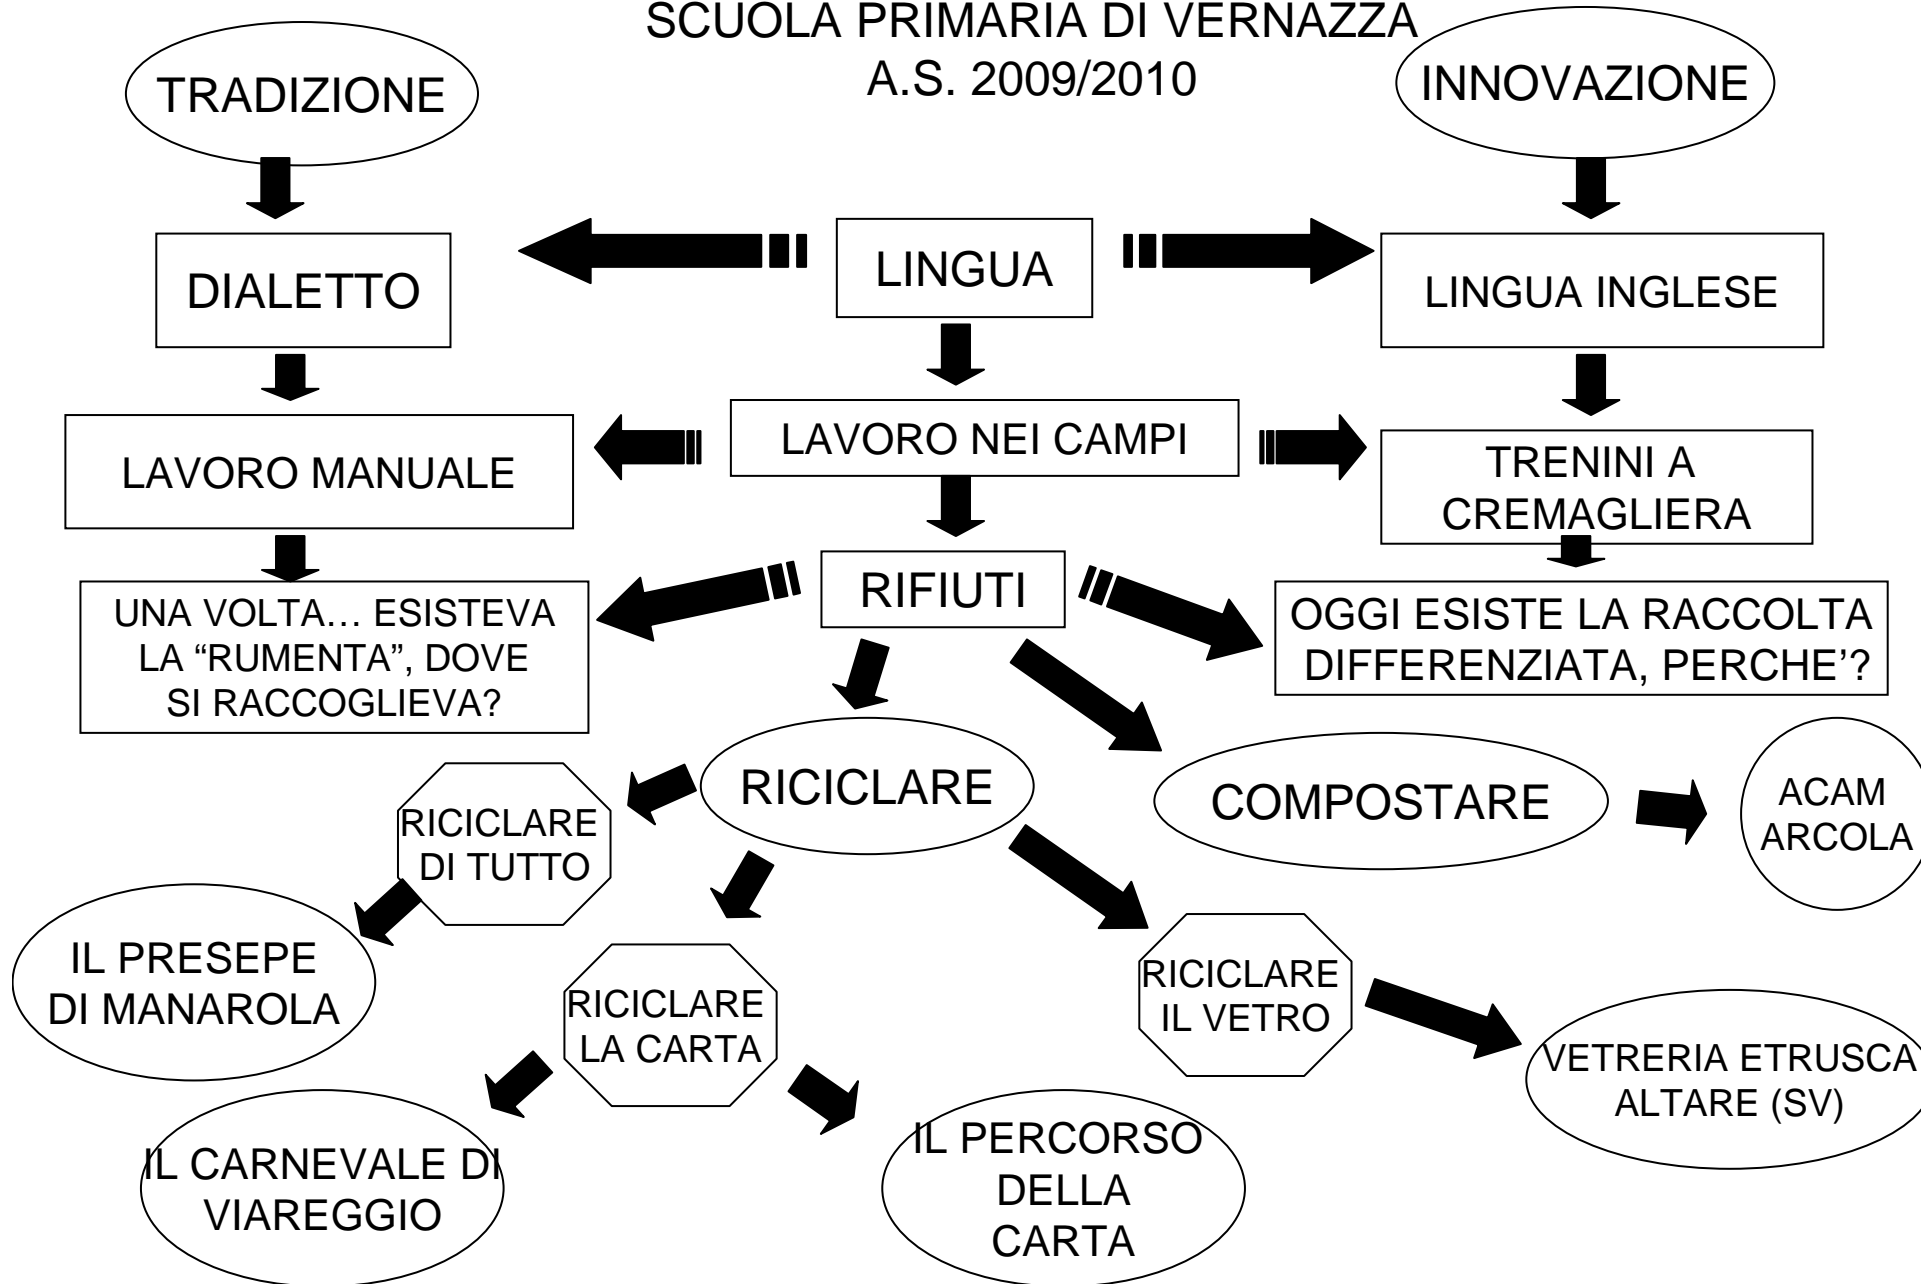 SCUOLA PRIMARIA DI VERNAZZA
A.S. 2009/2010
TRADIZIONE
INNOVAZIONE
DIALETTO
LINGUA
LINGUA INGLESE
LAVORO MANUALE
LAVORO NEI CAMPI
TRENINI A
CREMAGLIERA
UNA VOLTA… ESISTEVA
LA “RUMENTA”, DOVE
SI RACCOGLIEVA?
RIFIUTI
OGGI ESISTE LA RACCOLTA
DIFFERENZIATA, PERCHE’?
RICICLARE
COMPOSTARE
ACAM
ARCOLA
RICICLARE
DI TUTTO
IL PRESEPE
DI MANAROLA
RICICLARE
LA CARTA
RICICLARE
IL VETRO
VETRERIA ETRUSCA
ALTARE (SV)
IL CARNEVALE DI
VIAREGGIO
IL PERCORSO
DELLA
CARTA